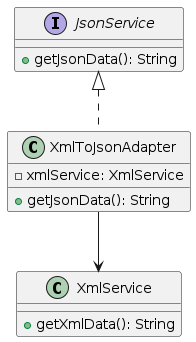 I JsonService
+ getJsonData(): String
C XmlToJsonAdapter
xmlService: XmlService
getJsonData(): String
C XmlService
getXmlData(): String